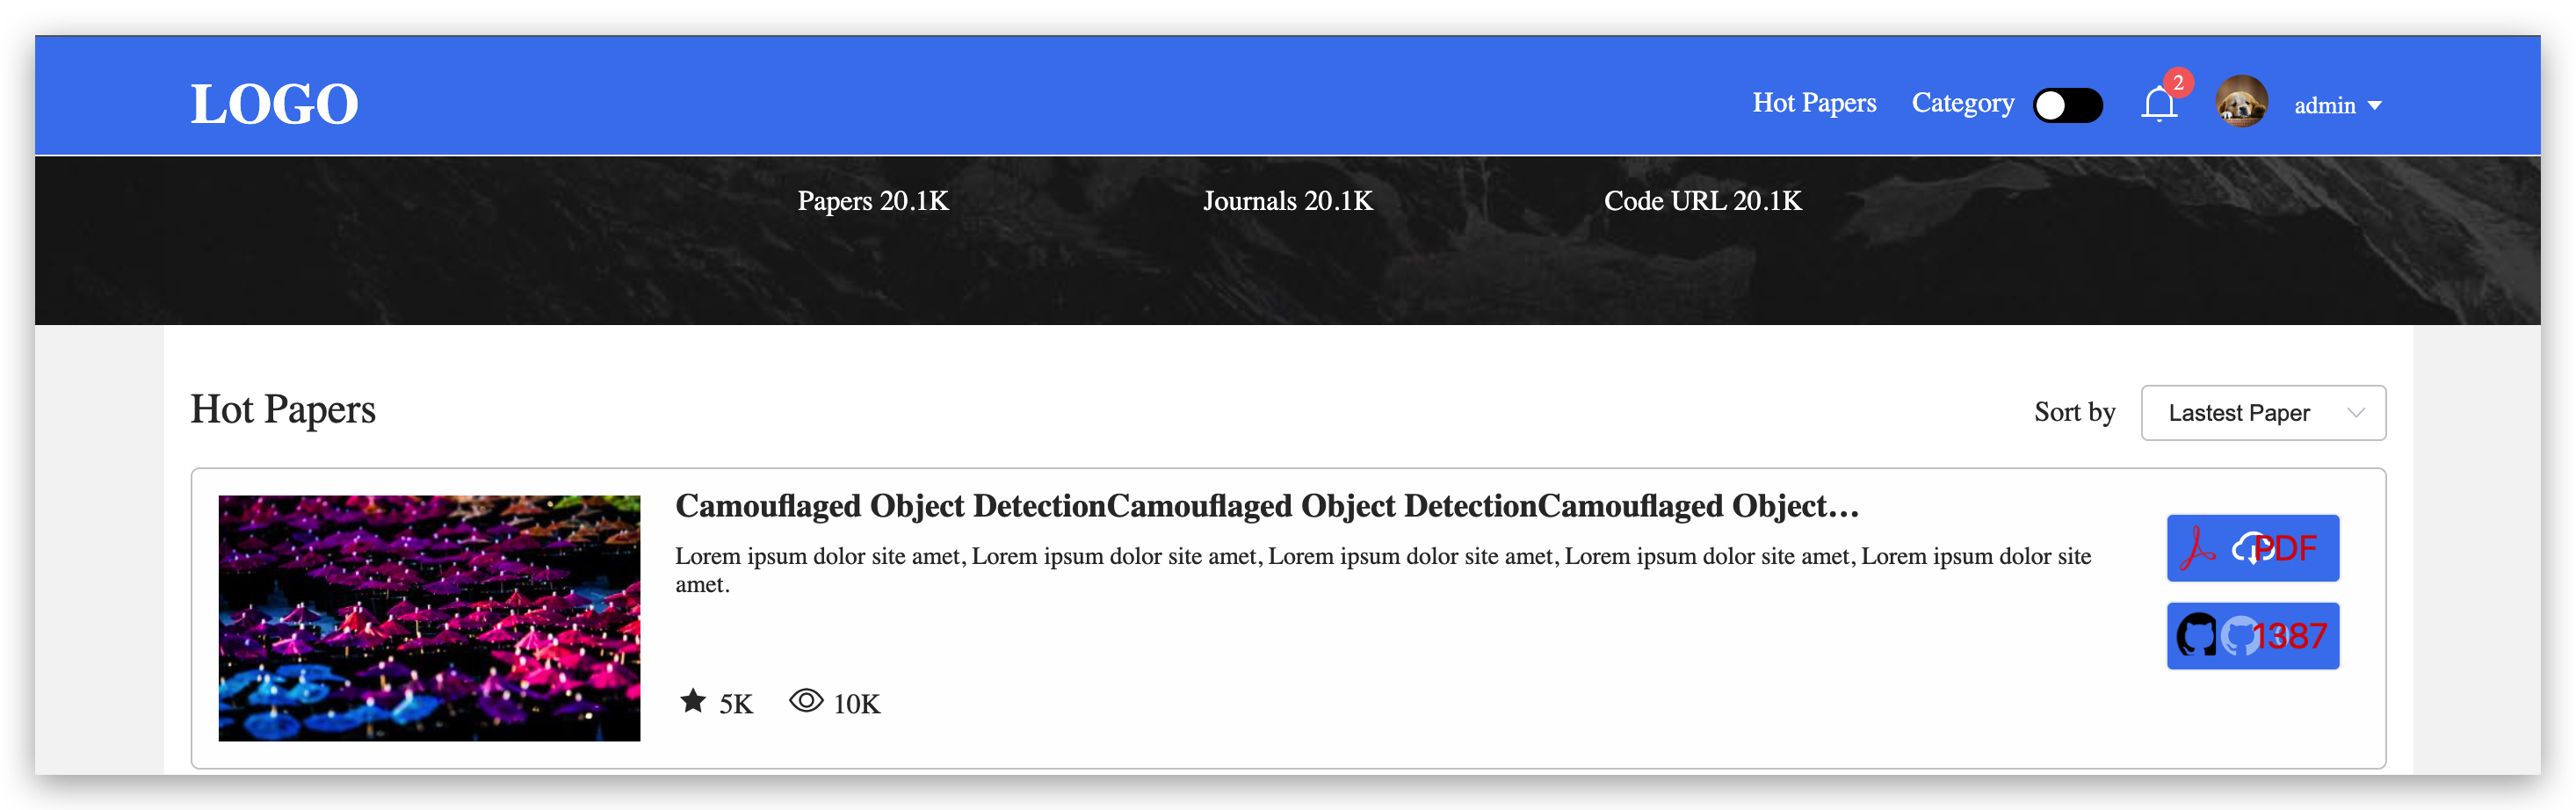 LOGO
Hot Papers
Category
2
admin
Papers 20.1K
Journals 20.1K
Code URL 20.1K
Hot Papers
Sort by
Lastest Paper
Camouflaged Object DetectionCamouflaged Object DetectionCamouflaged Object...
Lorem ipsum dolor site amet, Lorem ipsum dolor site amet, Lorem ipsum dolor site amet, Lorem ipsum dolor site amet, Lorem ipsum dolor site
amet.
PDF
1387
5K
10K